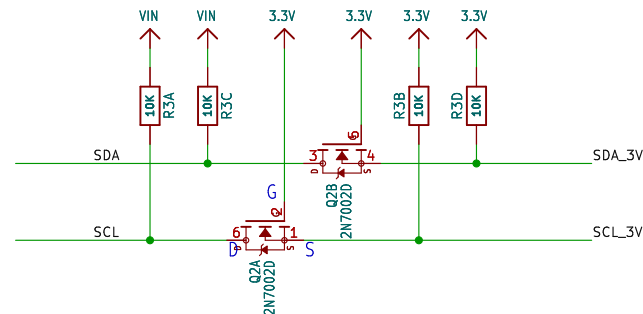 VIN VIN 3.3V 3.3V 3.3V 3.3V
10K R3A 10K R3C 10K R3B 10K R3D
5
SDA 3 4 SDA_3V
D S
Q2B
2N7002D
G
2
SCL 6 1 SCL_3V
D D S S
Q2A
2N7002D